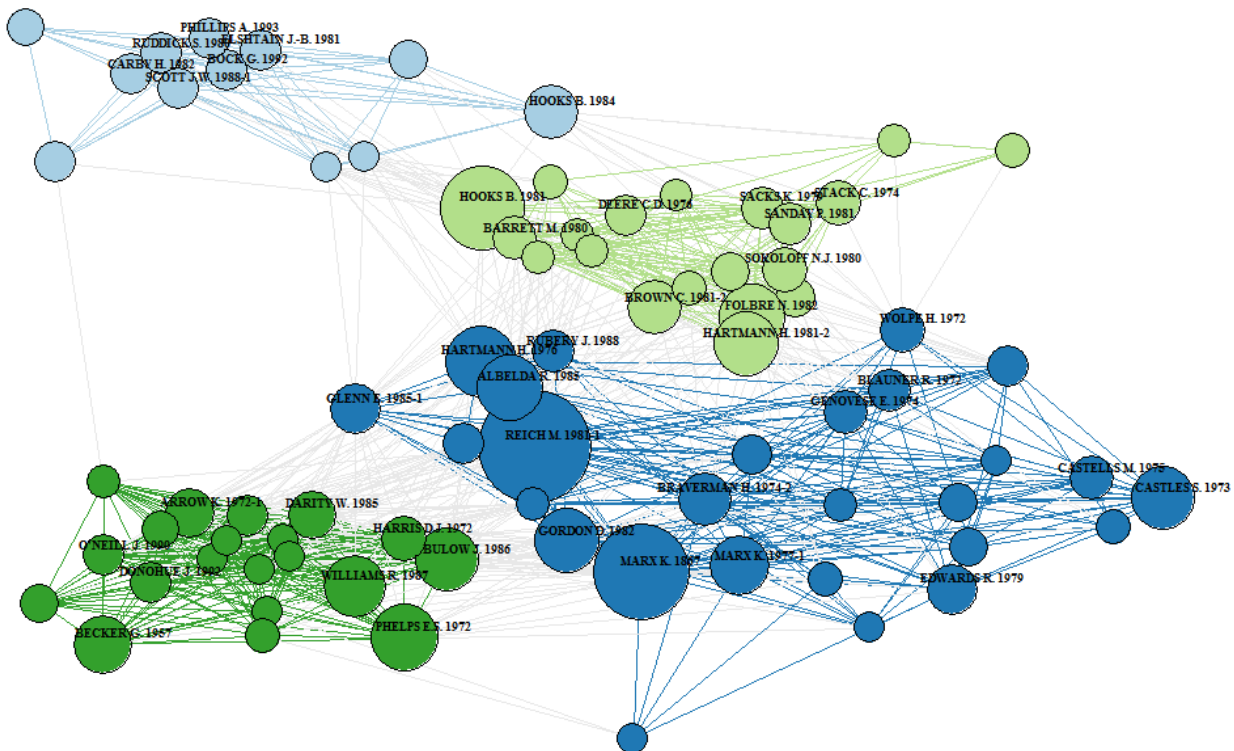 PHILLIPS A. 1993
ELSHTAIN J.-B. 1981
RUDDICK S. 1980
BOCK G. 1992
CARBY H. 1982
SCOTT J.W. 1988-1
HOOKS B. 1984
HOOKS B. 1981
DEERE C.D. 1976
SACKS K. 1979
STACK C. 1974
SANDAY P. 1981
BARRETT M. 1980
SOKOLOFF N.J. 1980
BROWN C. 1981-2
FOLBRE N. 1982
WOLPE H. 1972
HARTMANN H. 1981-2
RUBERY J. 1988
HARTMANN H. 1976
ALBELDA R. 1985
BLAUNER R. 1972
GLENN E. 1985-1
GENOVESE E. 1974
REICH M. 1981-1
CASTELLS M. 1975
BRAVERMAN H. 1974-2
CASTLES S. 1973
ARROW K. 1972-1
DARITY W. 1985
HARRIS D.J. 1972
GORDON D. 1982
O'NEILL J. 1990
BULOW J. 1986
MARX K. 1867
MARX K. 1977-1
DONOHUE J. 1992
WILLIAMS R. 1987
EDWARDS R. 1979
BECKER G. 1957
PHELPS E.S. 1972